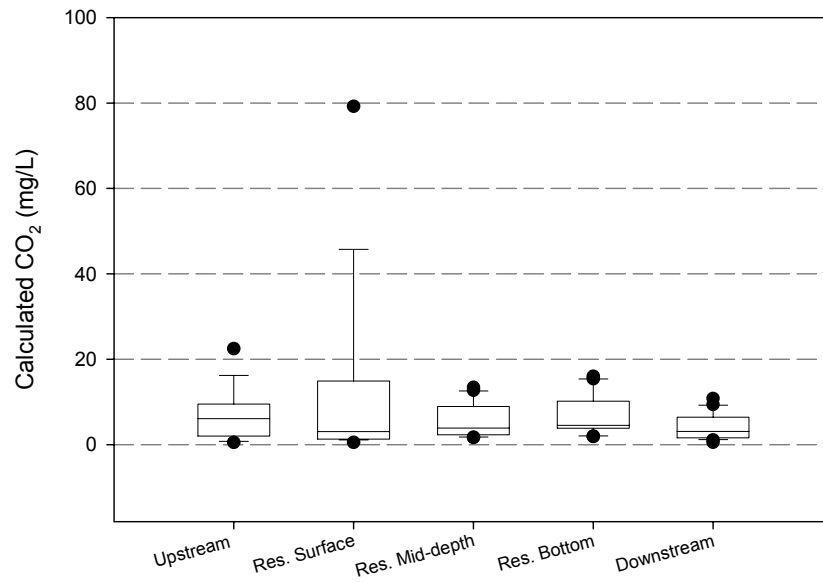 100
80
60
40
20
0
Calculated CO₂ (mg/L)
Upstream
Res. Surface
Res. Mid-depth
Res. Bottom
Downstream